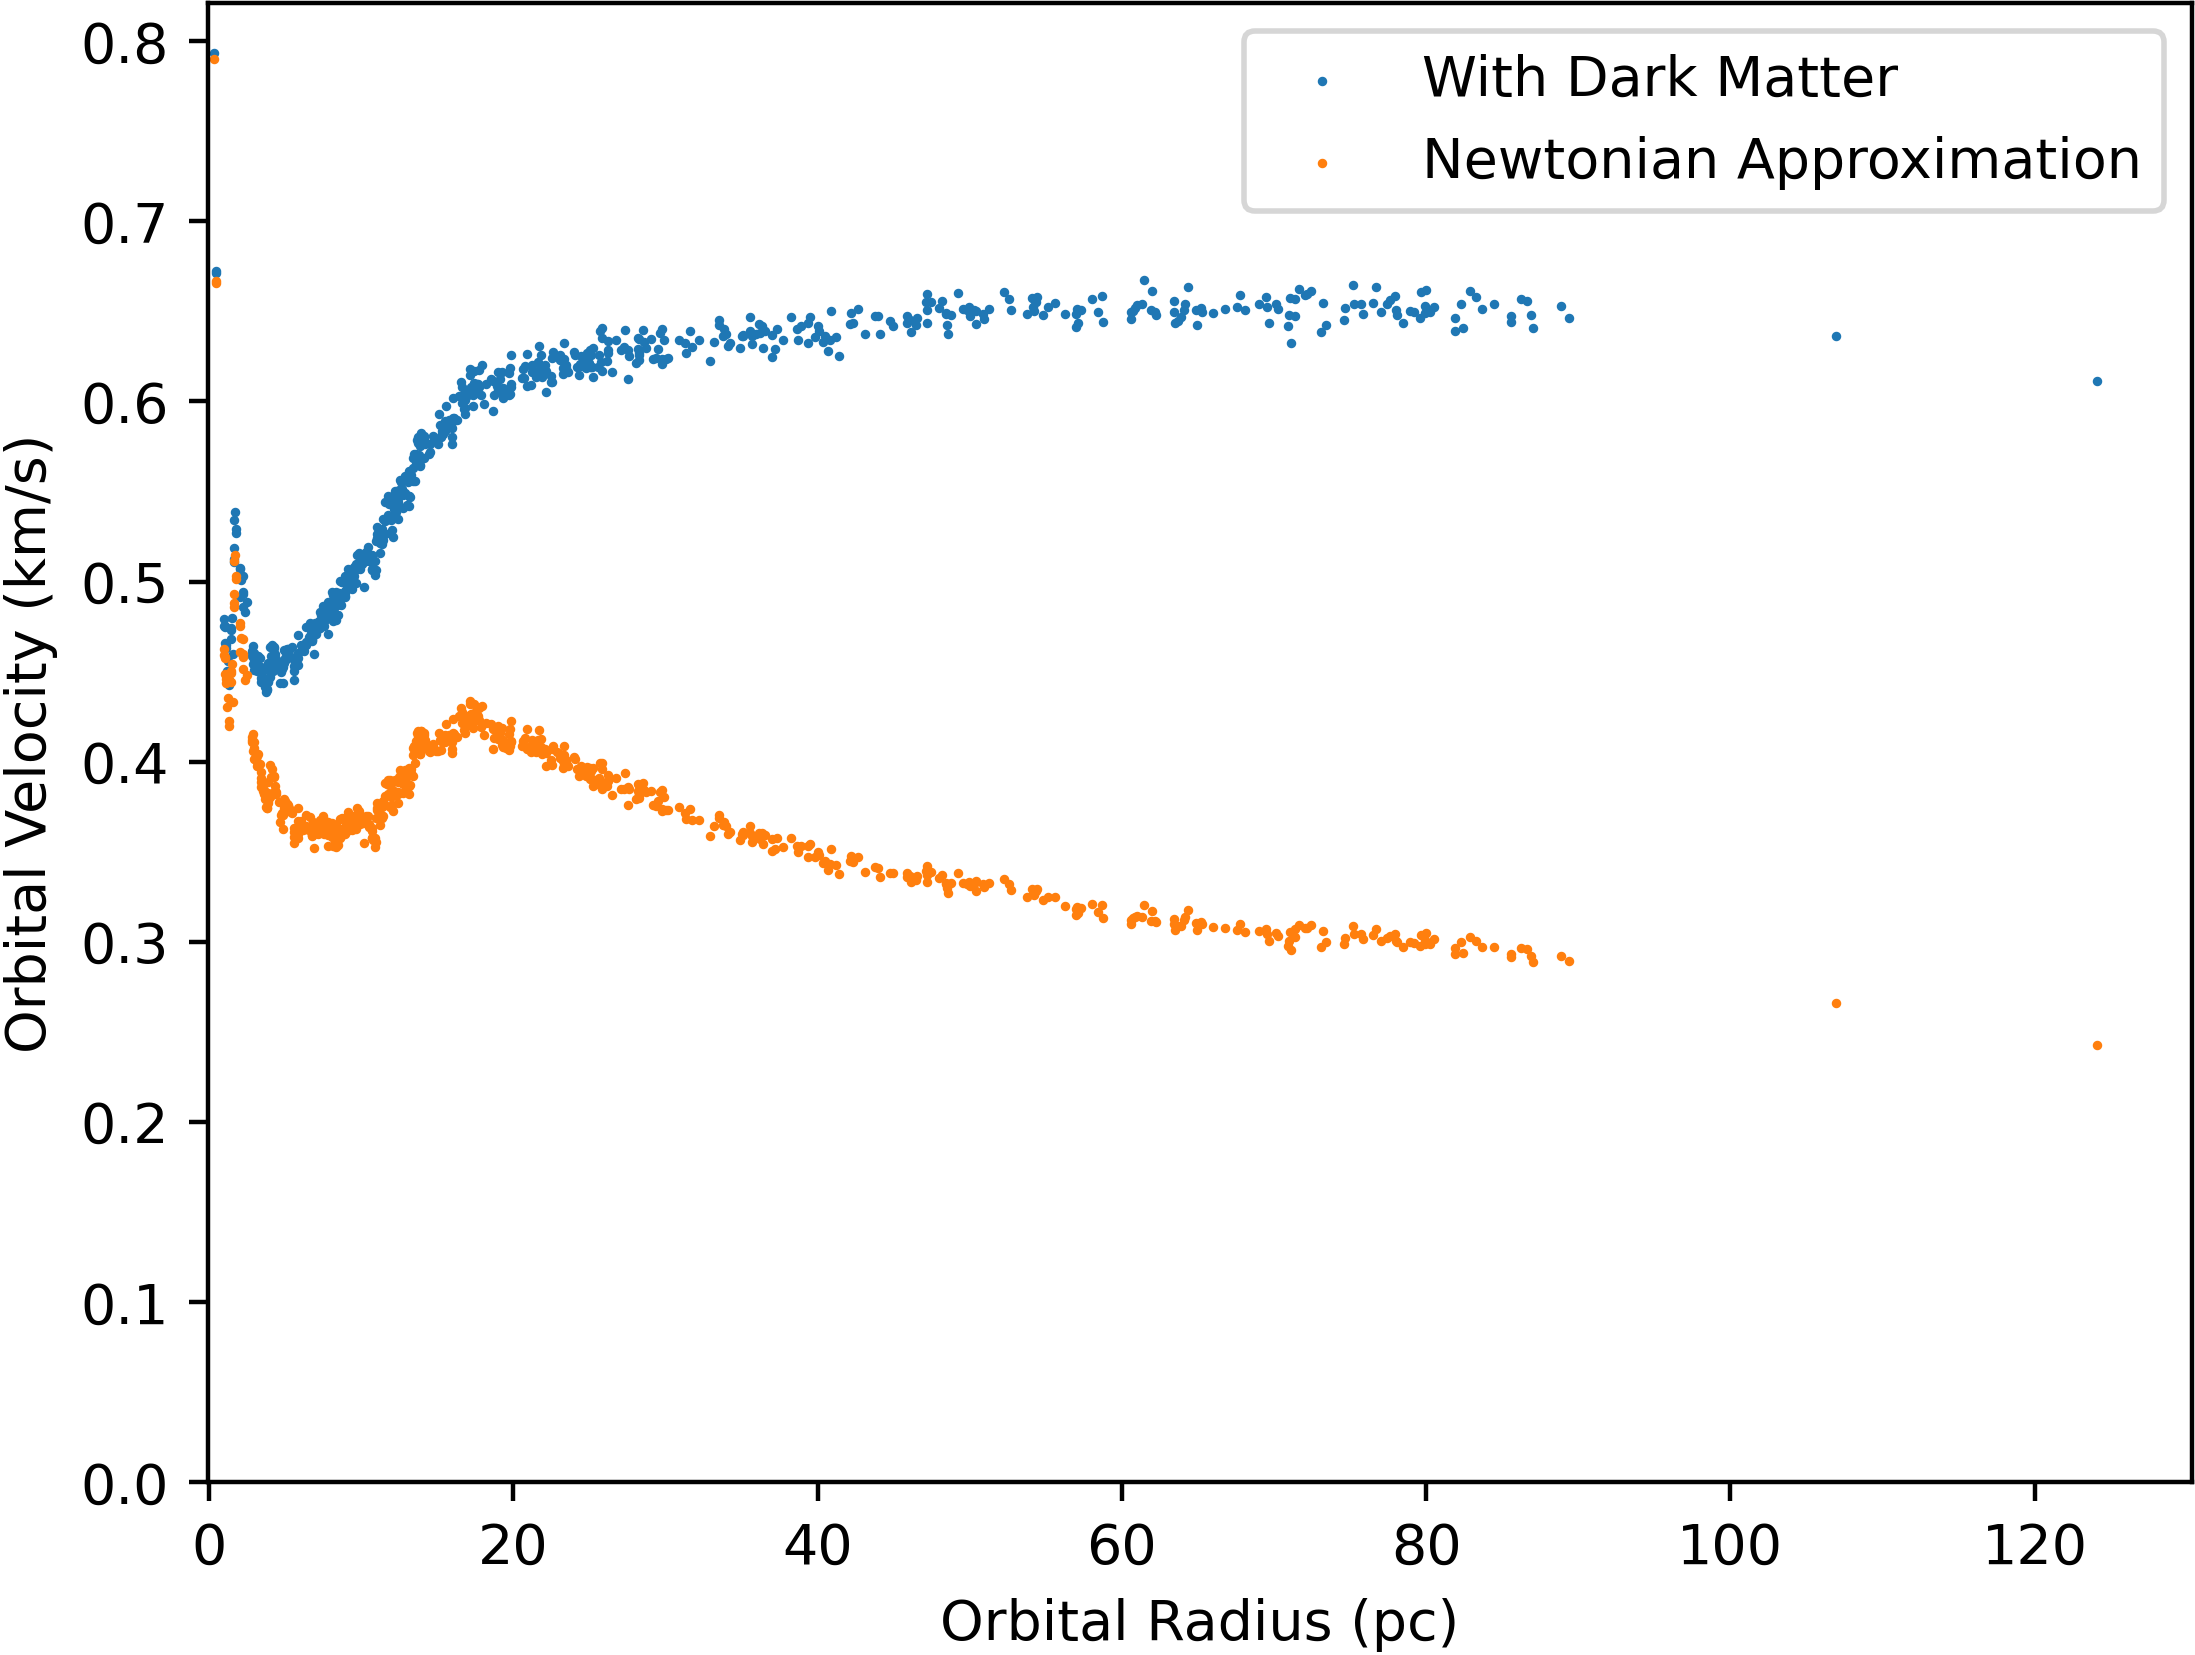 With Dark Matter
Newtonian Approximation
Orbital Velocity (km/s)
0.8
0.7
0.6
0.5
0.4
0.3
0.2
0.1
0.0
0 20 40 60 80 100 120
Orbital Radius (pc)